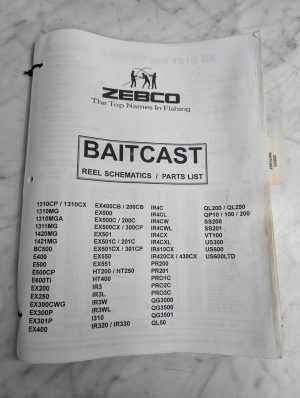 ZEBCO
The Top Names In Fishing
BAITCAST
REEL SCHEMATICS / PARTS LIST
1310CP / 1310CX
1310MG
1310MGA
1311MG
1420MG
1421MG
BC500
E400
E500
E600CP
E600TI
EX200
EX250
EX300CWG
EX300P
EX301P
EX400
EX400CB / 200CB
EX500
EX500C / 200C
EX500CX / 300CP
EX501
EX501C / 201C
EX501CX / 301CP
EX550
EX551
HT200 / HT250
HT400
IR3
IR3L
IR3W
IR3WL
I310
IR320 / IR330
IR4C
IR4CL
IR4CW
IR4CWL
IR4CX
IR4CXL
IR410CX
IR420CX / 430CX
PR200
PR201
PRO1C
PRO2C
PRO3C
QG3000
QG3500
QG3501
QL50
QL200 / QL250
QP10 / 100 / 200
SS200
SS201
VT100
US300
US600
US600LTD